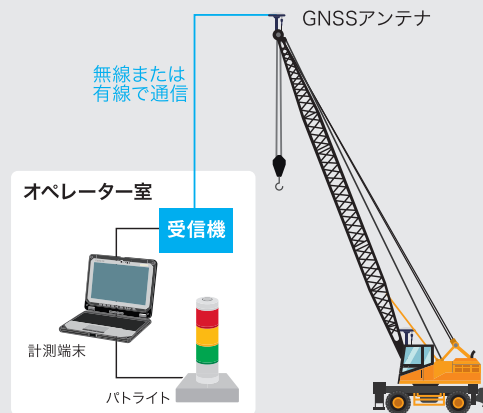 GNSSアンテナ
無線または
有線で通信
オペレーター室
受信機
計測端末
パトライト